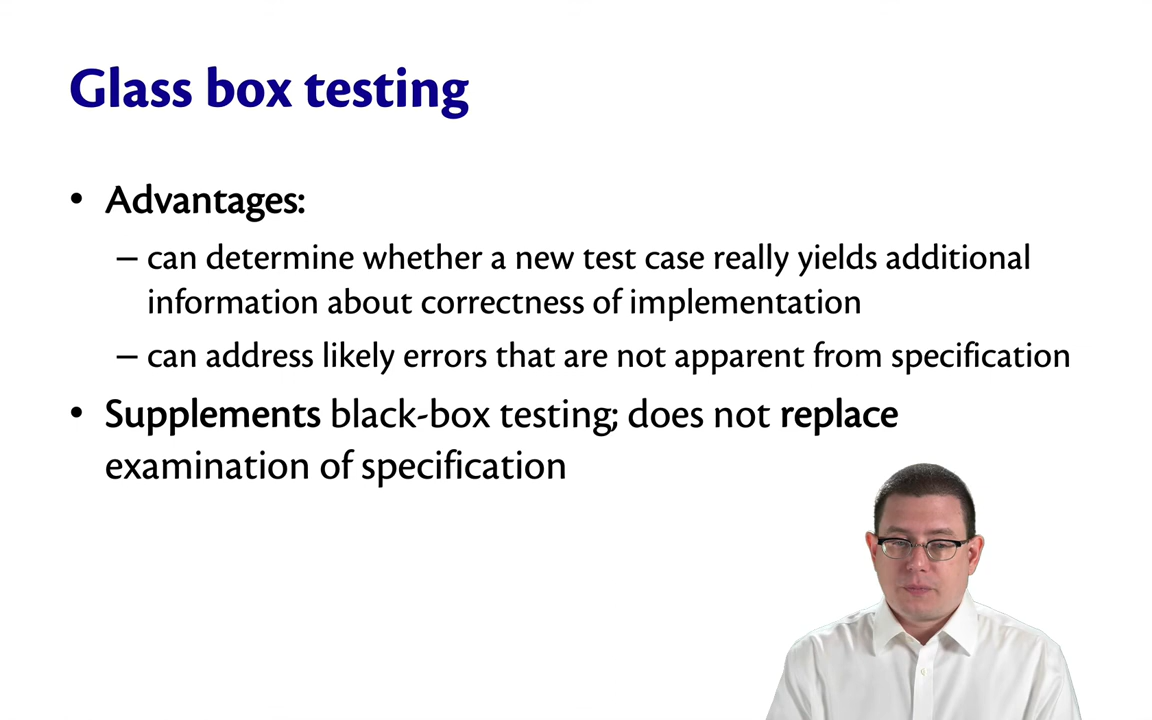 Glass box testing
• Advantages:
– can determine whether a new test case really yields additional
information about correctness of implementation
– can address likely errors that are not apparent from specification
• Supplements black-box testing; does not replace
examination of specification